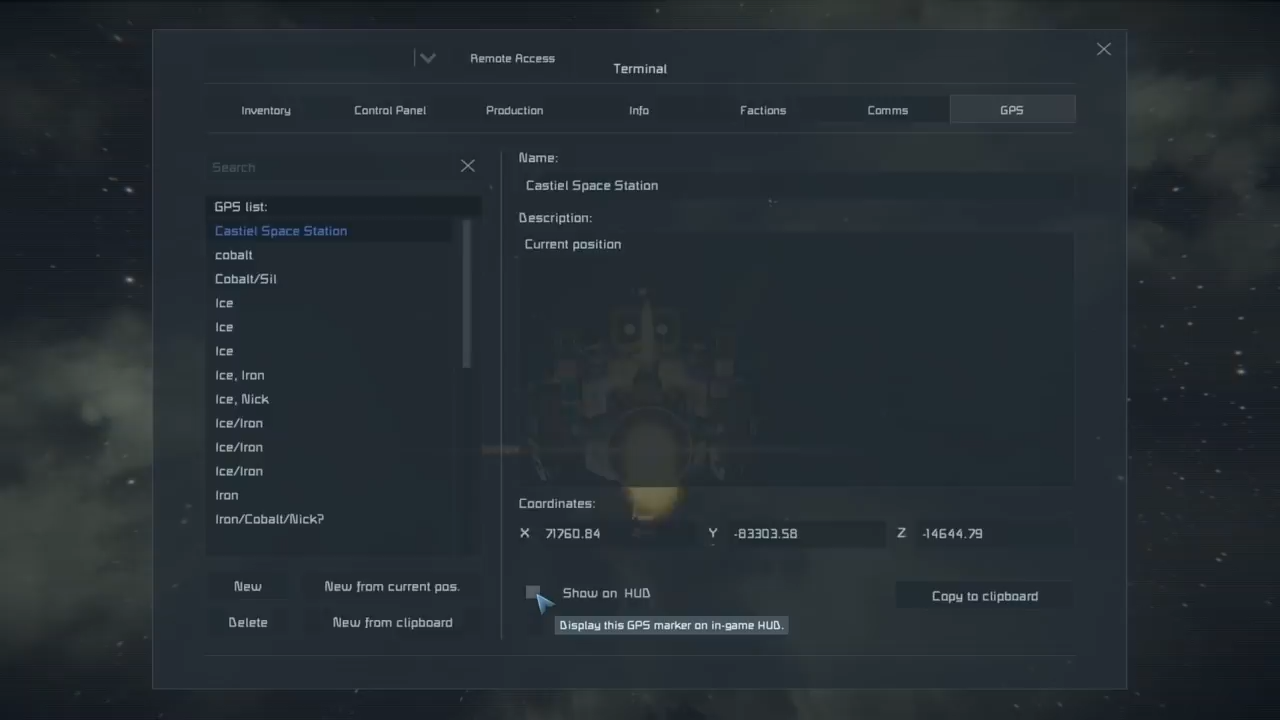 Remote Access
Terminal
Inventory
Control Panel
Production
Info
Factions
Comms
GPS
Search
GPS list:
Castiel Space Station
cobalt
Cobalt/Sil
Ice
Ice
Ice
Ice, Iron
Ice, Nick
Ice/Iron
Ice/Iron
Ice/Iron
Iron
Iron/Cobalt/Nick?
New
New from current pos.
Delete
New from clipboard
Name:
Castiel Space Station
Description:
Current position
Coordinates:
X 71760.84 Y -83303.58 Z -14644.79
Show on HUD
Copy to clipboard
Display this GPS marker on in-game HUD.